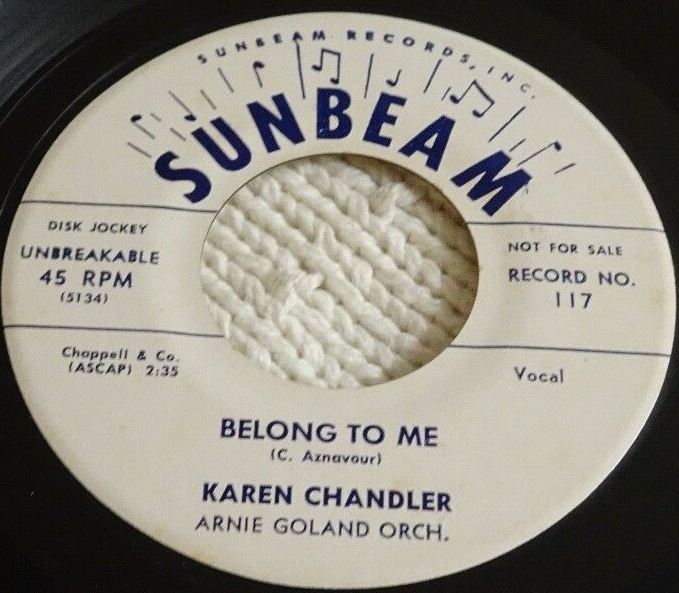 SUNBEAM RECORDS, INC.
SUNBEAM
DISK JOCKEY
UNBREAKABLE
45 RPM
(5134)
NOT FOR SALE
RECORD NO.
117
Chappell & Co.
(ASCAP) 2:35
Vocal
BELONG TO ME
(C. Aznavour)
KAREN CHANDLER
ARNIE GOLAND ORCH.